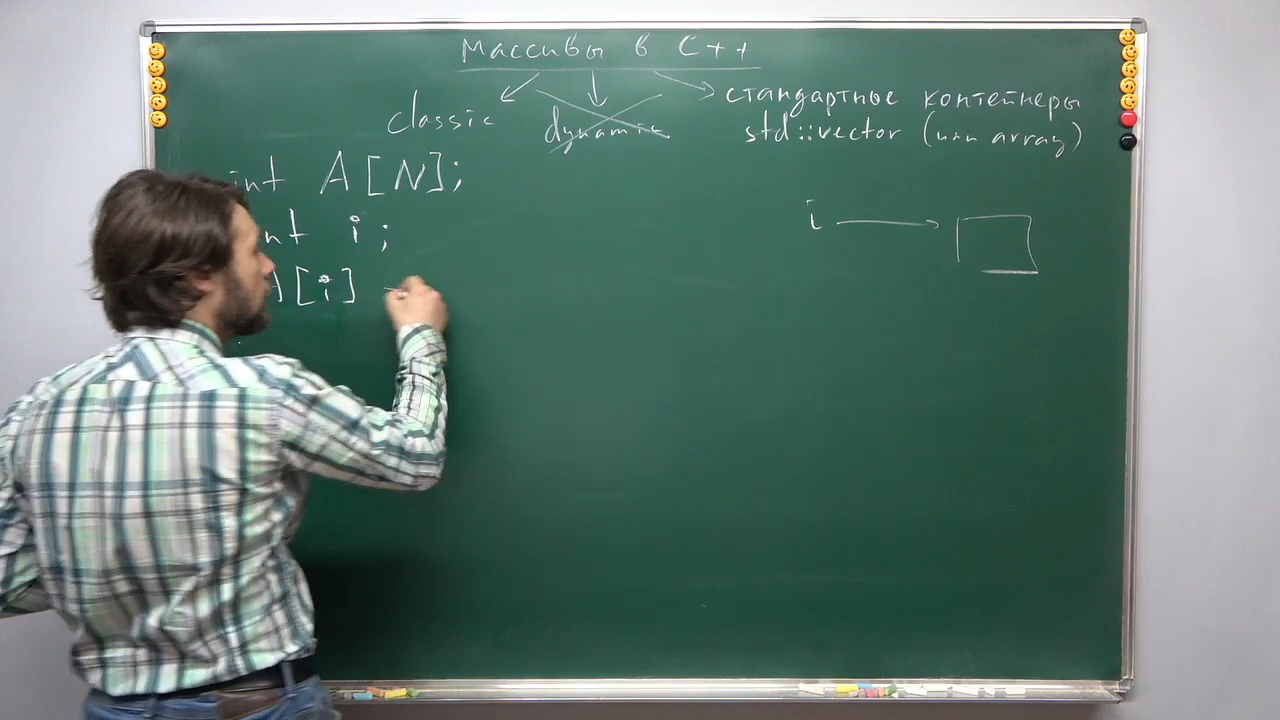 Массивы в C++
classic
dynamic
стандартные контейнеры
std::vector (или array)
int A[N];
int i;
A[i]
i